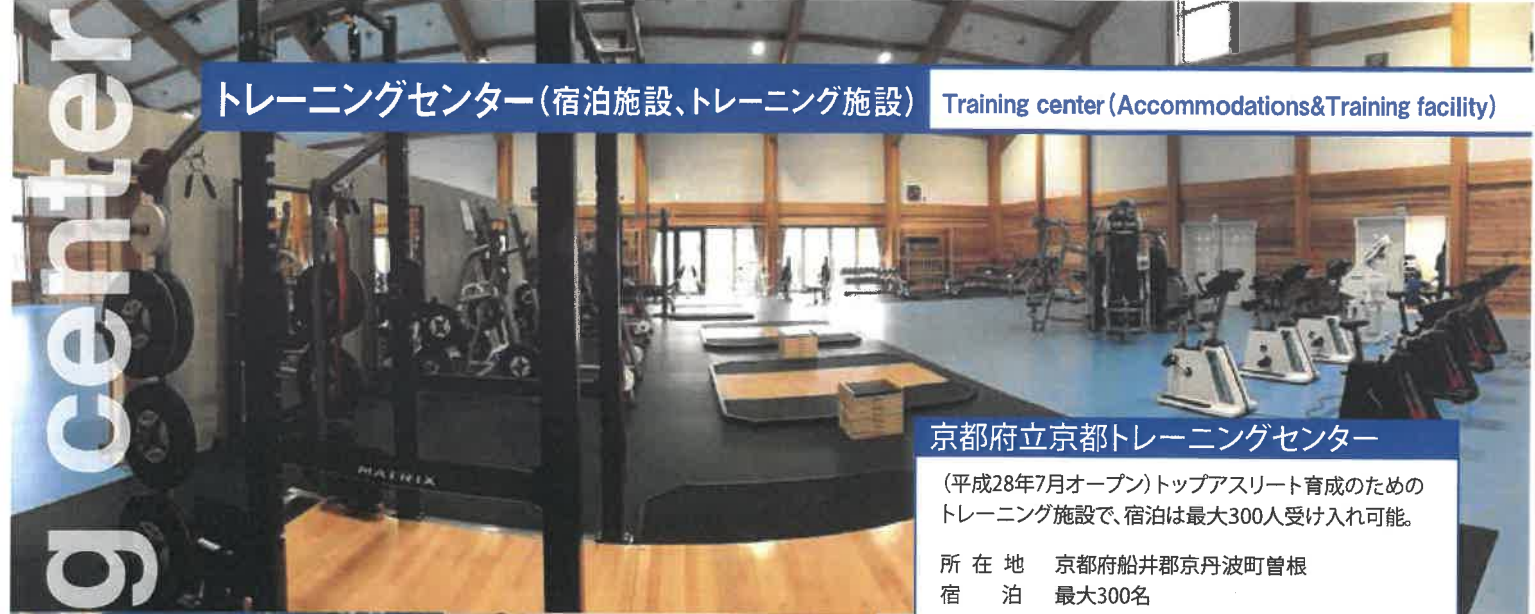 g center
トレーニングセンター(宿泊施設、トレーニング施設)
Training center(Accommodations&Training facility)
MATRIX
京都府立京都トレーニングセンター
(平成28年7月オープン)トップアスリート育成のための
トレーニング施設で、宿泊は最大300人受け入れ可能。
所在地 京都府船井郡京丹波町曽根
宿 泊 最大300名